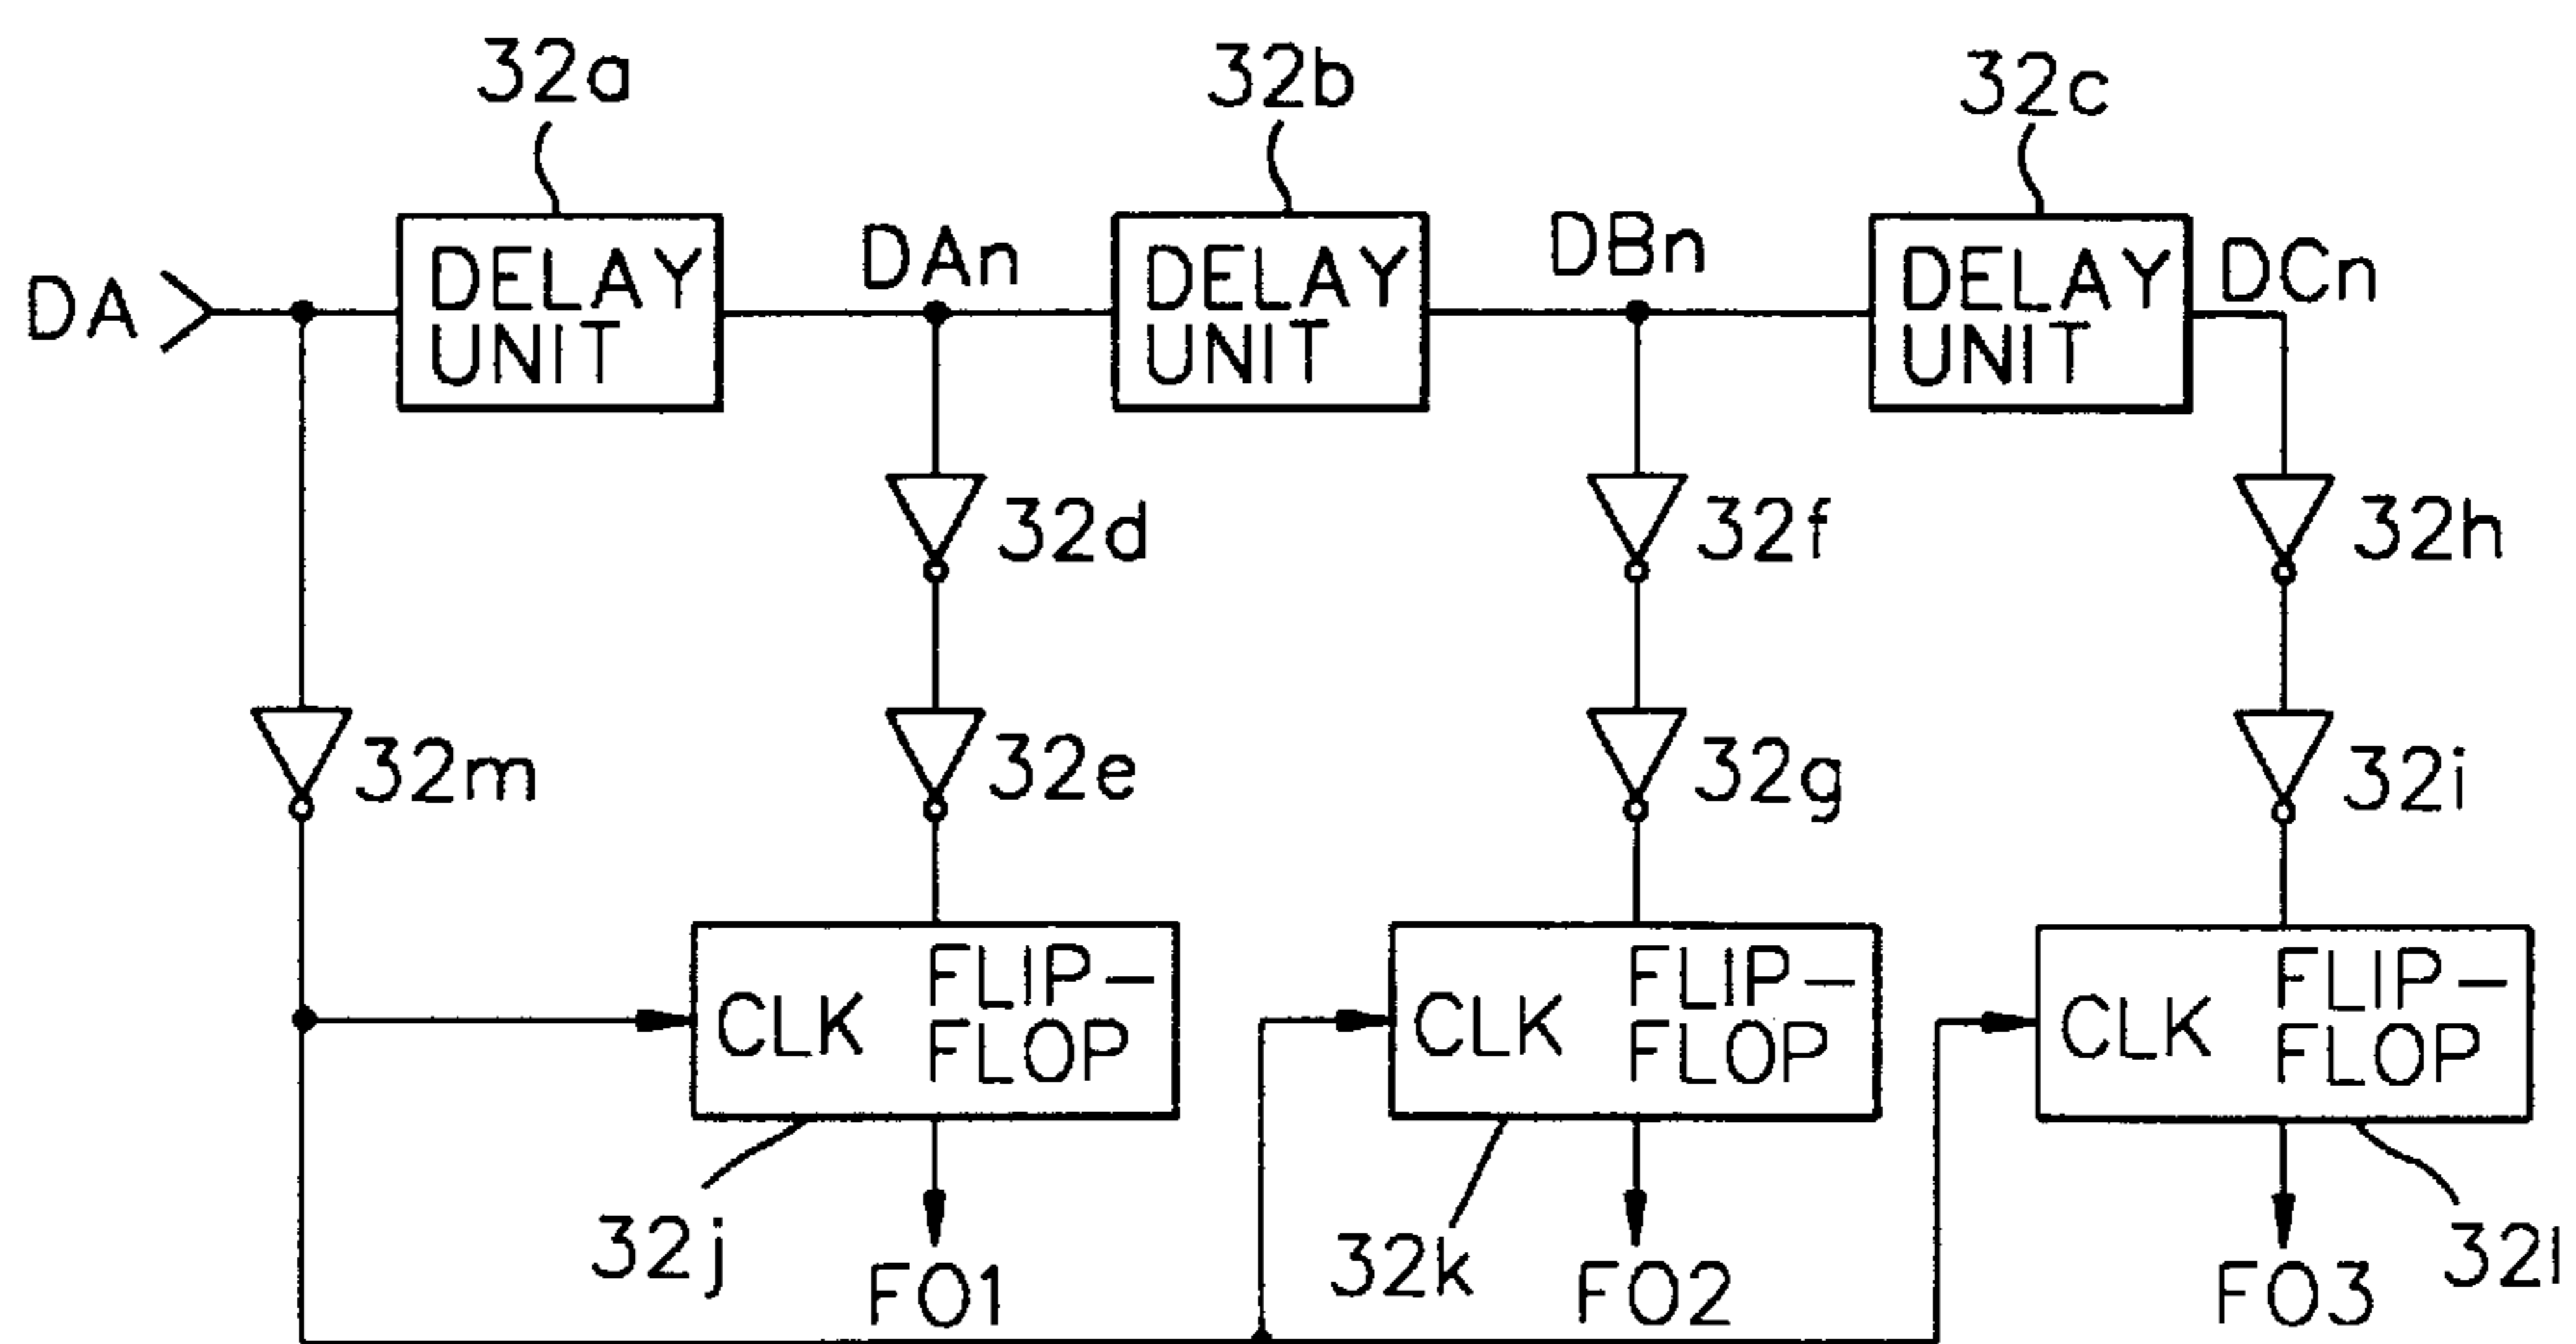 32a
32b
32c
DA
DELAY
UNIT
DAn
DELAY
UNIT
DBn
DELAY
UNIT
DCn
32d
32f
32h
32m
32e
32g
32i
CLK
FLIP-
FLOP
CLK
FLIP-
FLOP
CLK
FLIP-
FLOP
32j
FO1
32k
FO2
FO3
32l